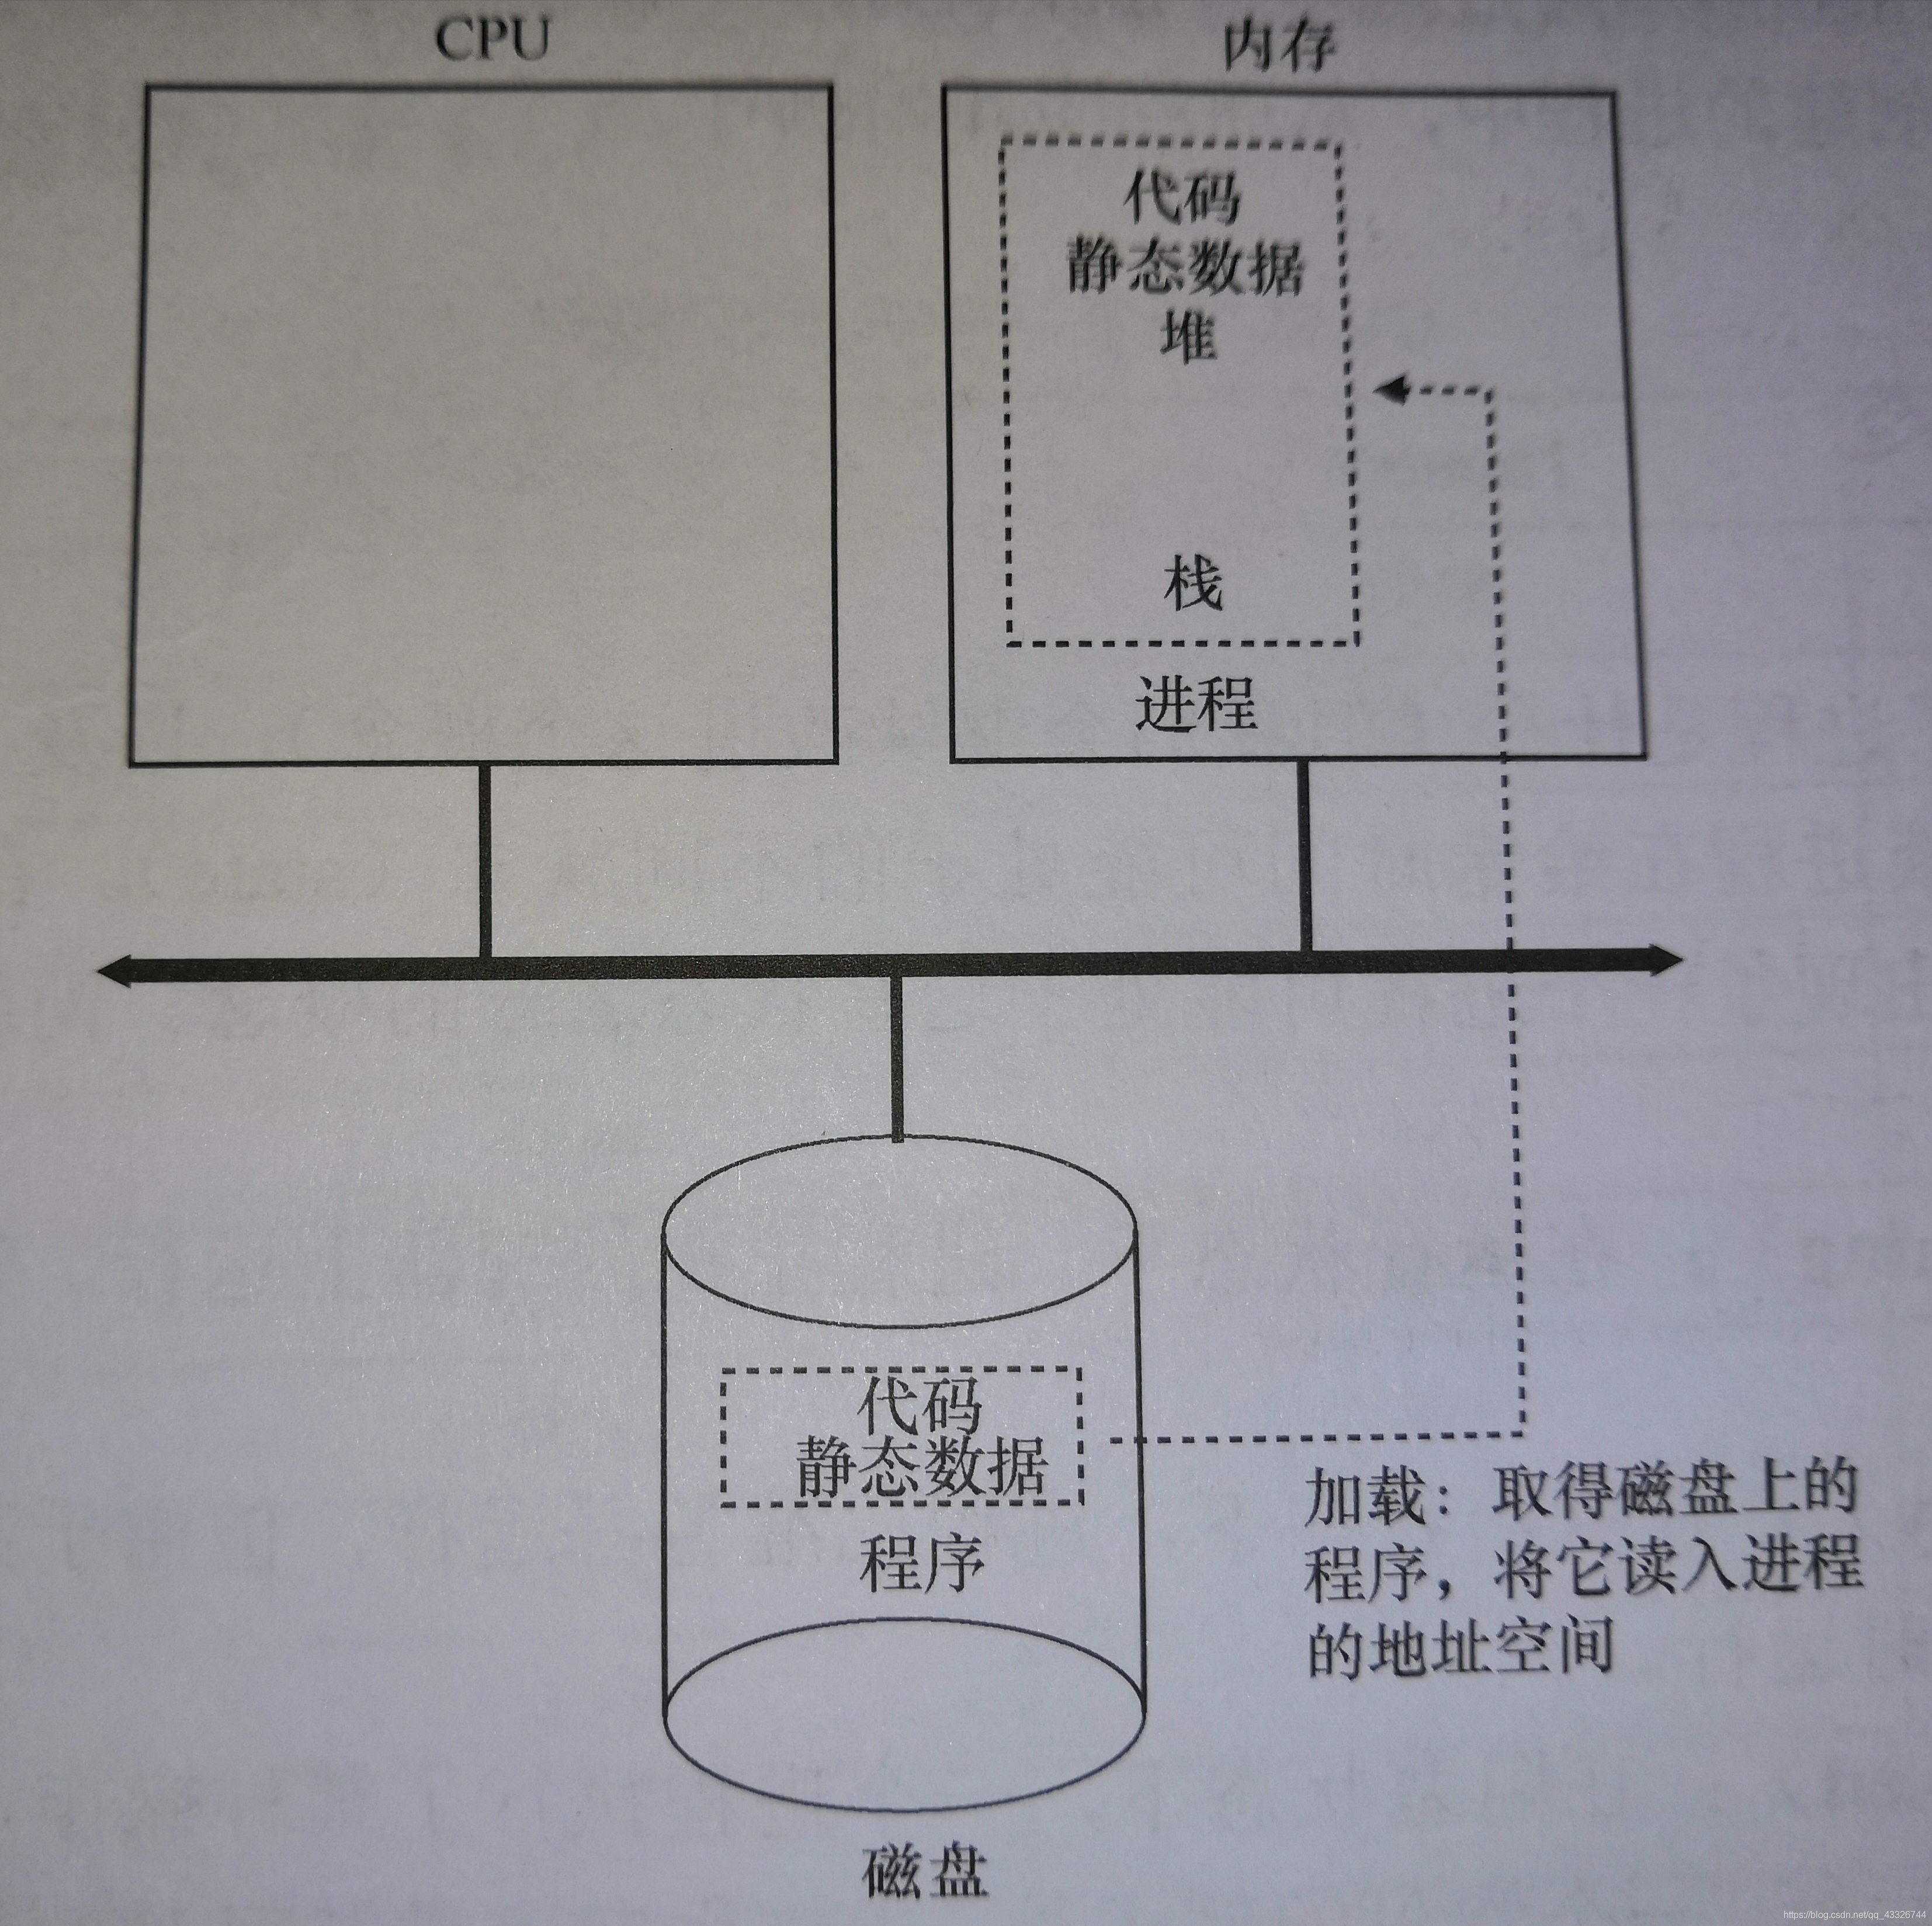 CPU
内存
代码
静态数据
堆
栈
进程
代码
静态数据
程序
加载：取得磁盘上的
程序，将它读入进程
的地址空间
磁盘
https://blog.csdn.net/qq_43326744